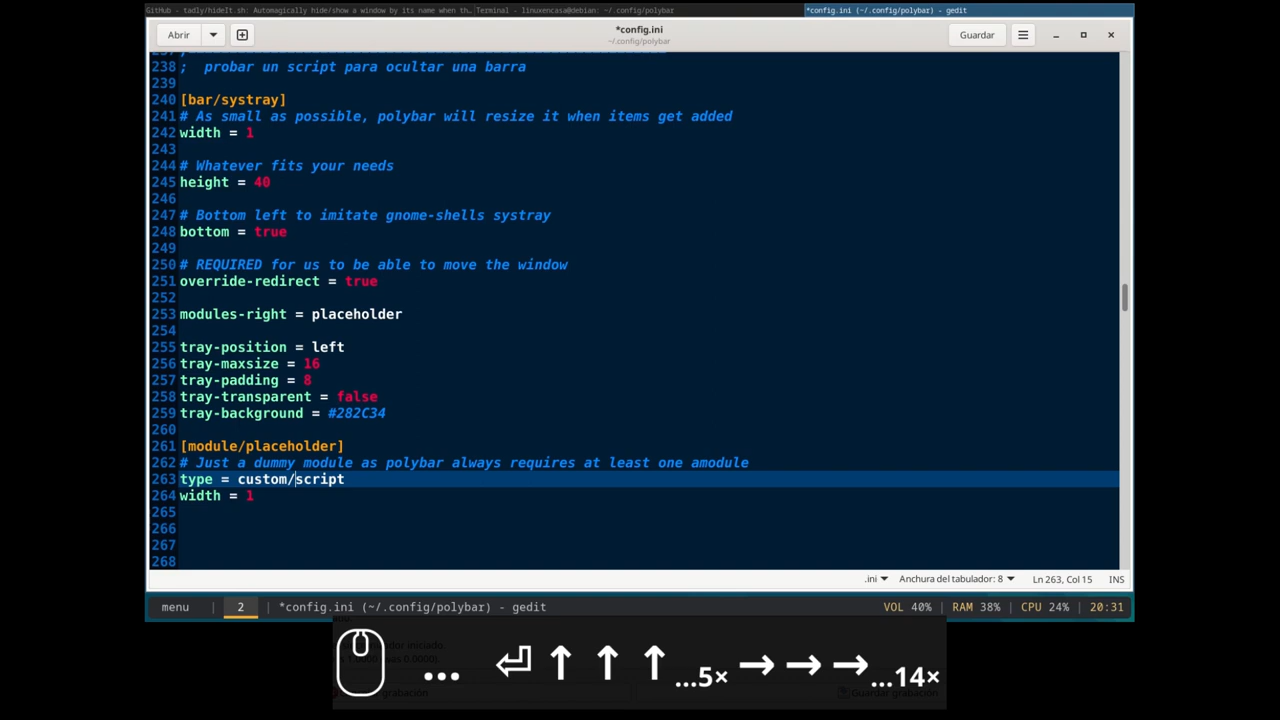 GitHub - tadly/hideIt.sh: Automagically hide/show a window by its name when th... Terminal - linuxencasa@debian: ~/.config/polybar *config.ini (~/.config/polybar) - gedit
Abrir *config.ini Guardar
~/.config/polybar
238 ;  probar un script para ocultar una barra
239
240 [bar/systray]
241 # As small as possible, polybar will resize it when items get added
242 width = 1
243
244 # Whatever fits your needs
245 height = 40
246
247 # Bottom left to imitate gnome-shells systray
248 bottom = true
249
250 # REQUIRED for us to be able to move the window
251 override-redirect = true
252
253 modules-right = placeholder
254
255 tray-position = left
256 tray-maxsize = 16
257 tray-padding = 8
258 tray-transparent = false
259 tray-background = #282C34
260
261 [module/placeholder]
262 # Just a dummy module as polybar always requires at least one amodule
263 type = custom/script
264 width = 1
265
266
267
268
.ini Anchura del tabulador: 8 Ln 263, Col 15 INS
menu | 2 | *config.ini (~/.config/polybar) - gedit VOL 40% | RAM 38% | CPU 24% | 20:31
... ⏎ ↑ ↑ ↑ ...5× → → → ...14×
Guardar grabación